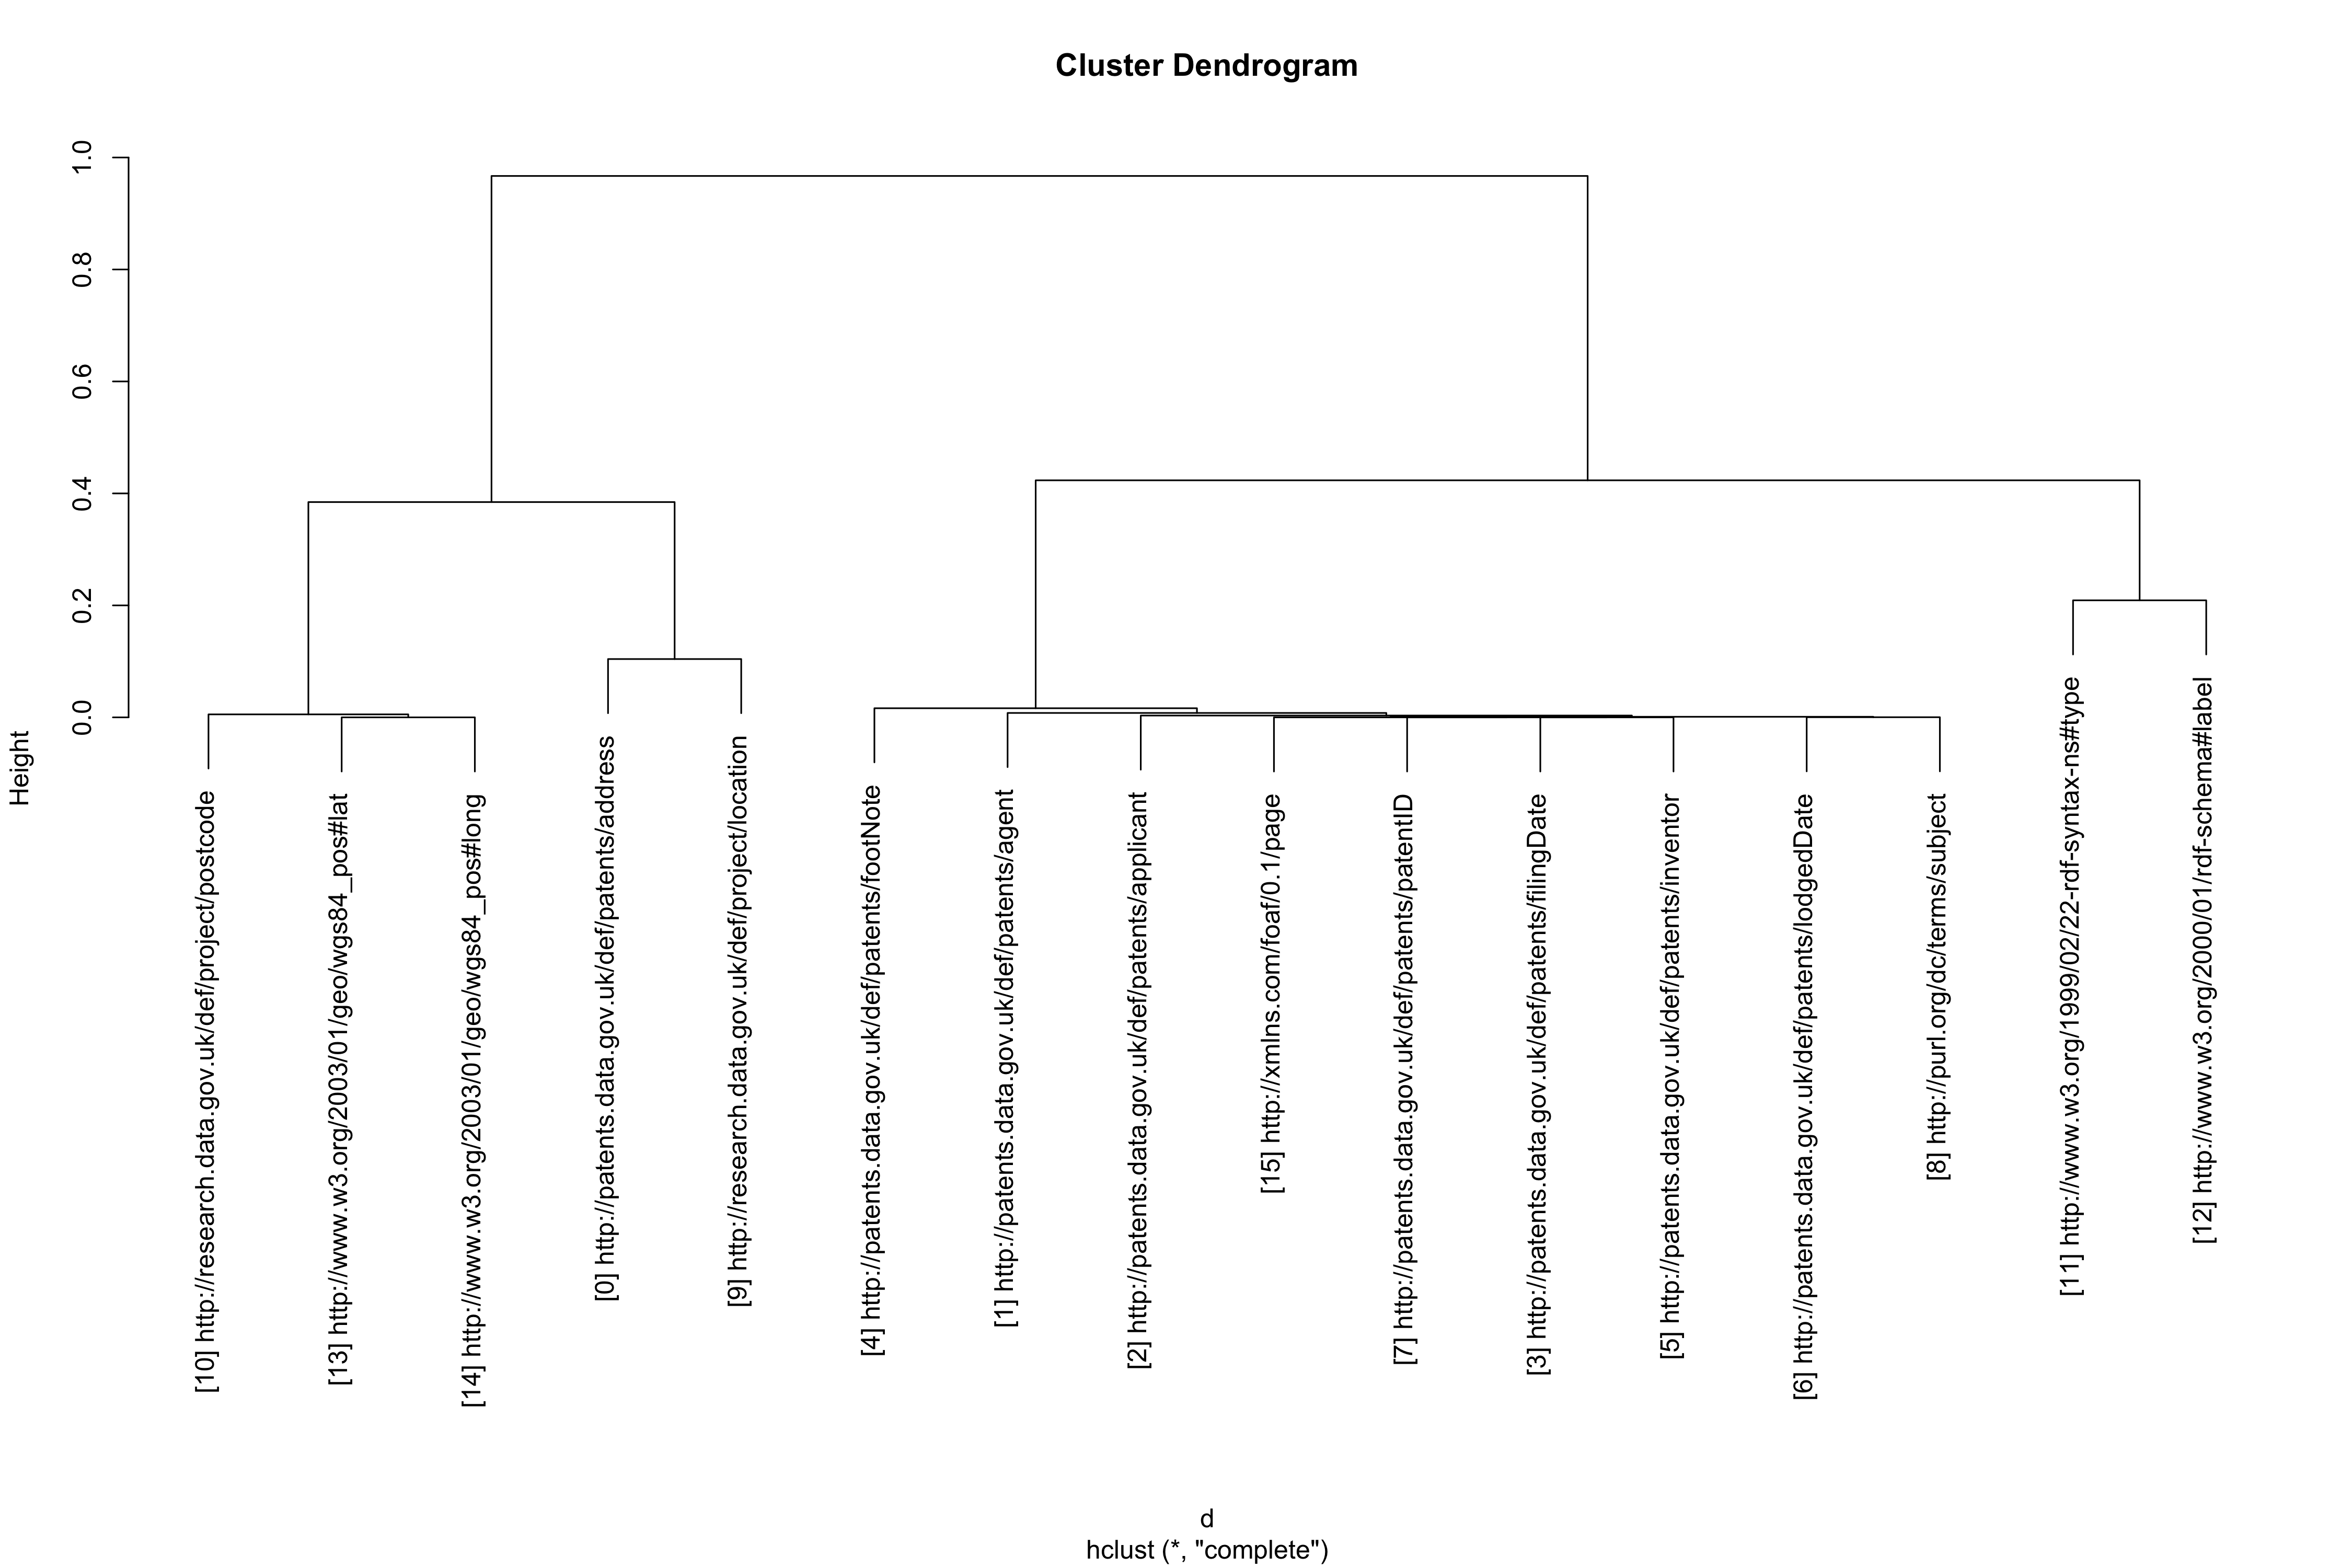 Cluster Dendrogram
1.0
0.8
0.6
0.4
0.2
0.0
Height
[10] http://research.data.gov.uk/def/project/postcode
[13] http://www.w3.org/2003/01/geo/wgs84_pos#lat
[14] http://www.w3.org/2003/01/geo/wgs84_pos#long
[0] http://patents.data.gov.uk/def/patents/address
[9] http://research.data.gov.uk/def/project/location
[4] http://patents.data.gov.uk/def/patents/footNote
[1] http://patents.data.gov.uk/def/patents/agent
[2] http://patents.data.gov.uk/def/patents/applicant
[15] http://xmlns.com/foaf/0.1/page
[7] http://patents.data.gov.uk/def/patents/patentID
[3] http://patents.data.gov.uk/def/patents/filingDate
[5] http://patents.data.gov.uk/def/patents/inventor
[6] http://patents.data.gov.uk/def/patents/lodgedDate
[8] http://purl.org/dc/terms/subject
[11] http://www.w3.org/1999/02/22-rdf-syntax-ns#type
[12] http://www.w3.org/2000/01/rdf-schema#label
d
hclust (*, "complete")